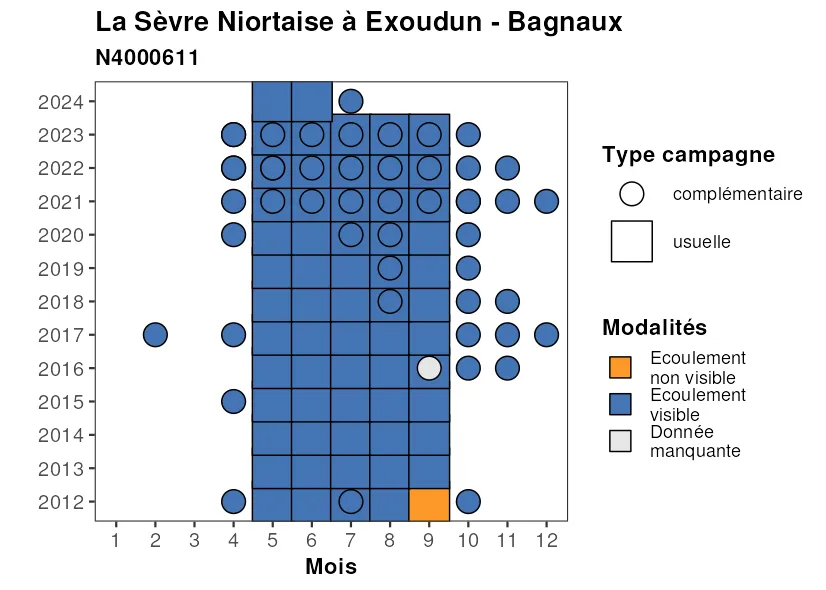 La Sèvre Niortaise à Exoudun - Bagnaux
N4000611
2024
2023
2022
2021
2020
2019
2018
2017
2016
2015
2014
2013
2012
1 2 3 4 5 6 7 8 9 10 11 12
Mois
Type campagne
complémentaire
usuelle
Modalités
Ecoulement
non visible
Ecoulement
visible
Donnée
manquante